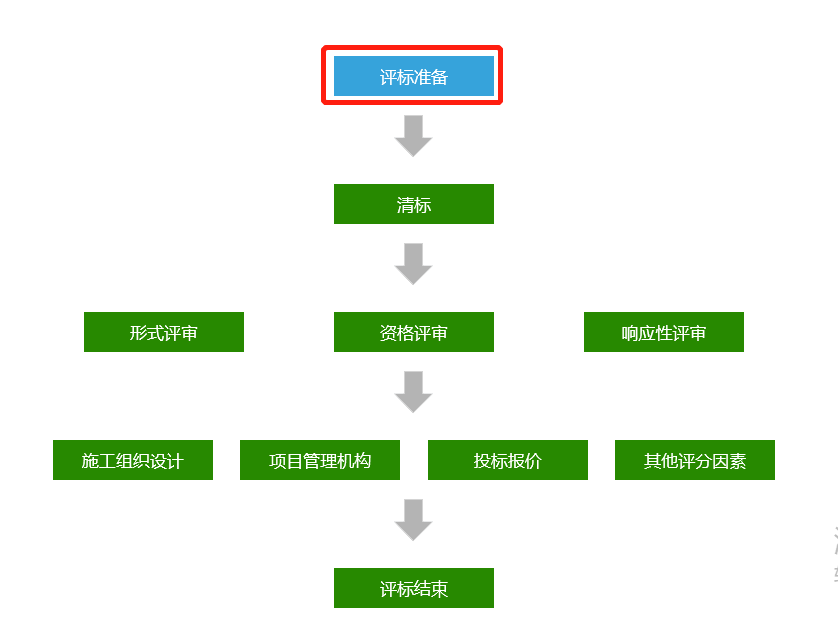 评标准备
清标
形式评审
资格评审
响应性评审
施工组织设计
项目管理机构
投标报价
其他评分因素
评标结束